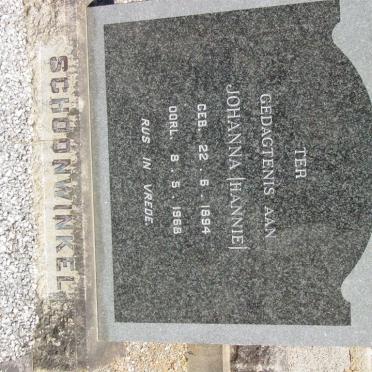 TER
GEDAGTENIS AAN
JOHANNA (HANNIE)
GEB. 22.6.1894
OORL. 8.5.1968
RUS IN VREDE
SCHOONWINKEL